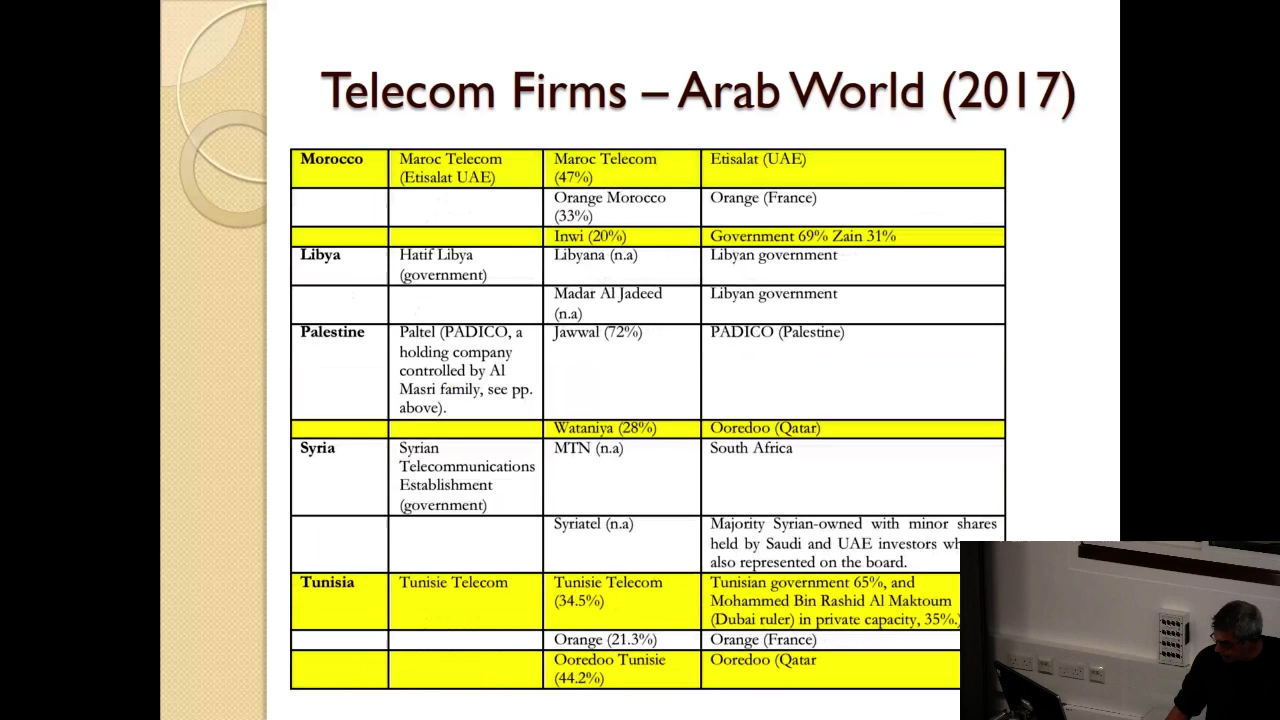 Telecom Firms – Arab World (2017)
Morocco
Maroc Telecom
(Etisalat UAE)
Maroc Telecom
(47%)
Etisalat (UAE)
Orange Morocco
(33%)
Orange (France)
Inwi (20%)
Government 69% Zain 31%
Libya
Hatif Libya
(government)
Libyana (n.a)
Libyan government
Madar Al Jadeed
(n.a)
Libyan government
Palestine
Paltel (PADICO, a
holding company
controlled by Al
Masri family, see pp.
above).
Jawwal (72%)
PADICO (Palestine)
Wataniya (28%)
Ooredoo (Qatar)
Syria
Syrian
Telecommunications
Establishment
(government)
MTN (n.a)
South Africa
Syriatel (n.a)
Majority Syrian-owned with minor shares
held by Saudi and UAE investors
also represented on the board.
Tunisia
Tunisie Telecom
Tunisie Telecom
(34.5%)
Tunisian government 65%, and
Mohammed Bin Rashid Al Maktoum
(Dubai ruler) in private capacity, 35%.)
Orange (21.3%)
Orange (France)
Ooredoo Tunisie
(44.2%)
Ooredoo (Qatar